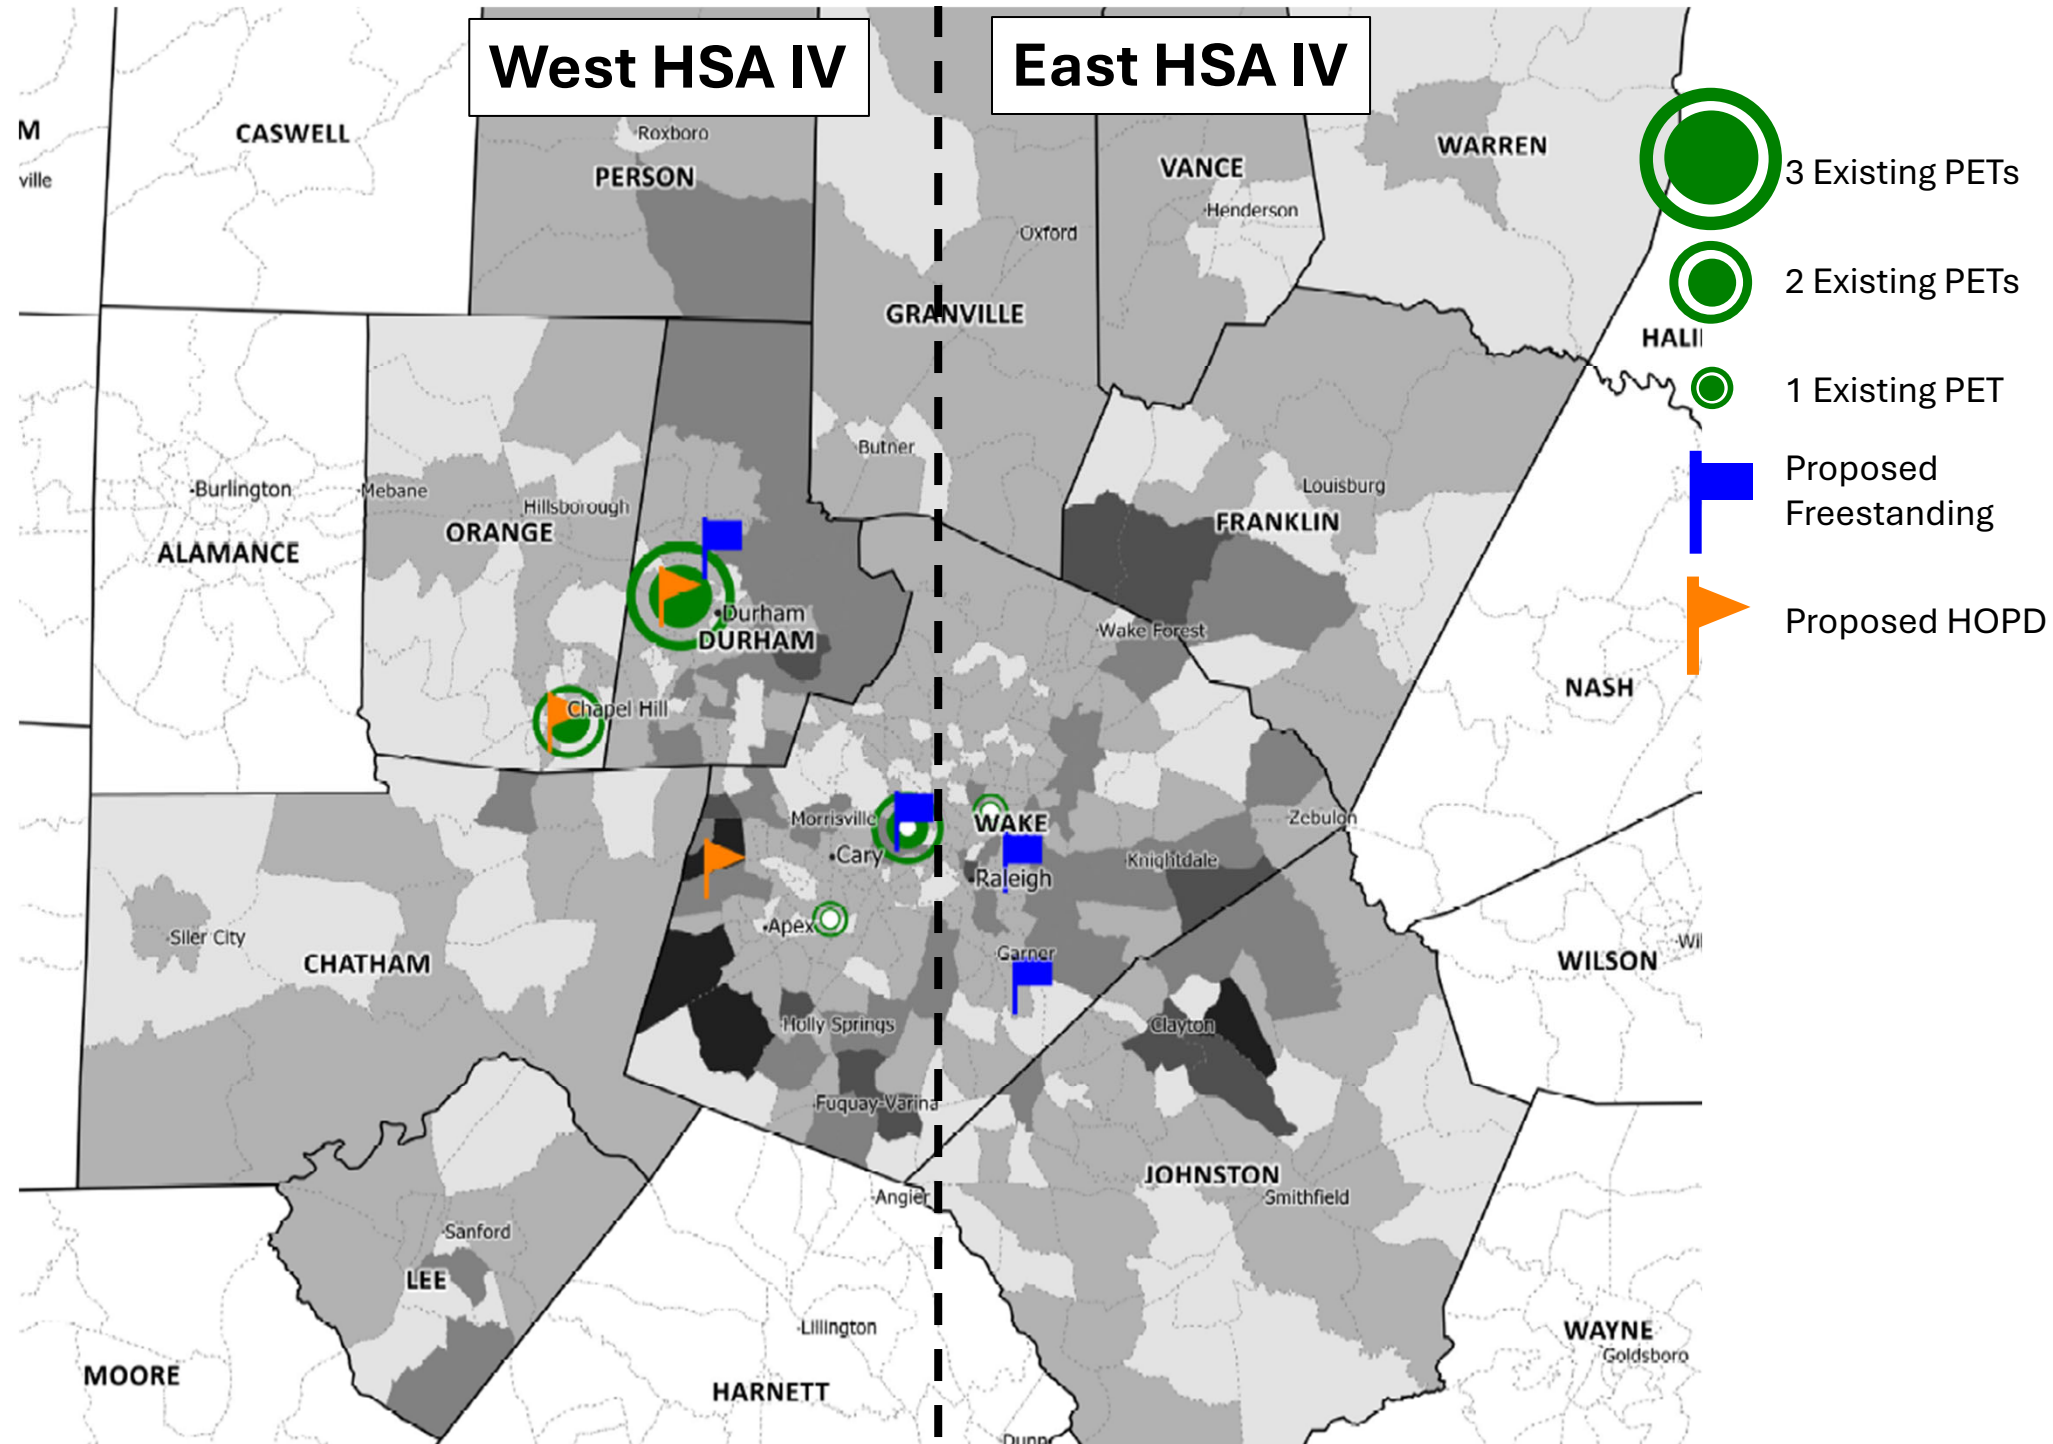 West HSA IV
East HSA IV
M
ville
CASWELL
Roxboro
PERSON
VANCE
Henderson
WARREN
Oxford
GRANVILLE
HALI
3 Existing PETs
2 Existing PETs
1 Existing PET
Proposed
Freestanding
Proposed HOPD
Butner
Burlington
Mebane
Hillsborough
ORANGE
ALAMANCE
Louisburg
FRANKLIN
Durham
DURHAM
Wake Forest
Chapel Hill
NASH
Morrisville
WAKE
Zebulon
Cary
Knightdale
Raleigh
Apex
Siler City
CHATHAM
Garner
WILSON
Wil
Holly Springs
Clayton
Fuquay-Varina
JOHNSTON
Smithfield
Angier
Sanford
LEE
Lillington
WAYNE
Goldsboro
MOORE
HARNETT
Dunn